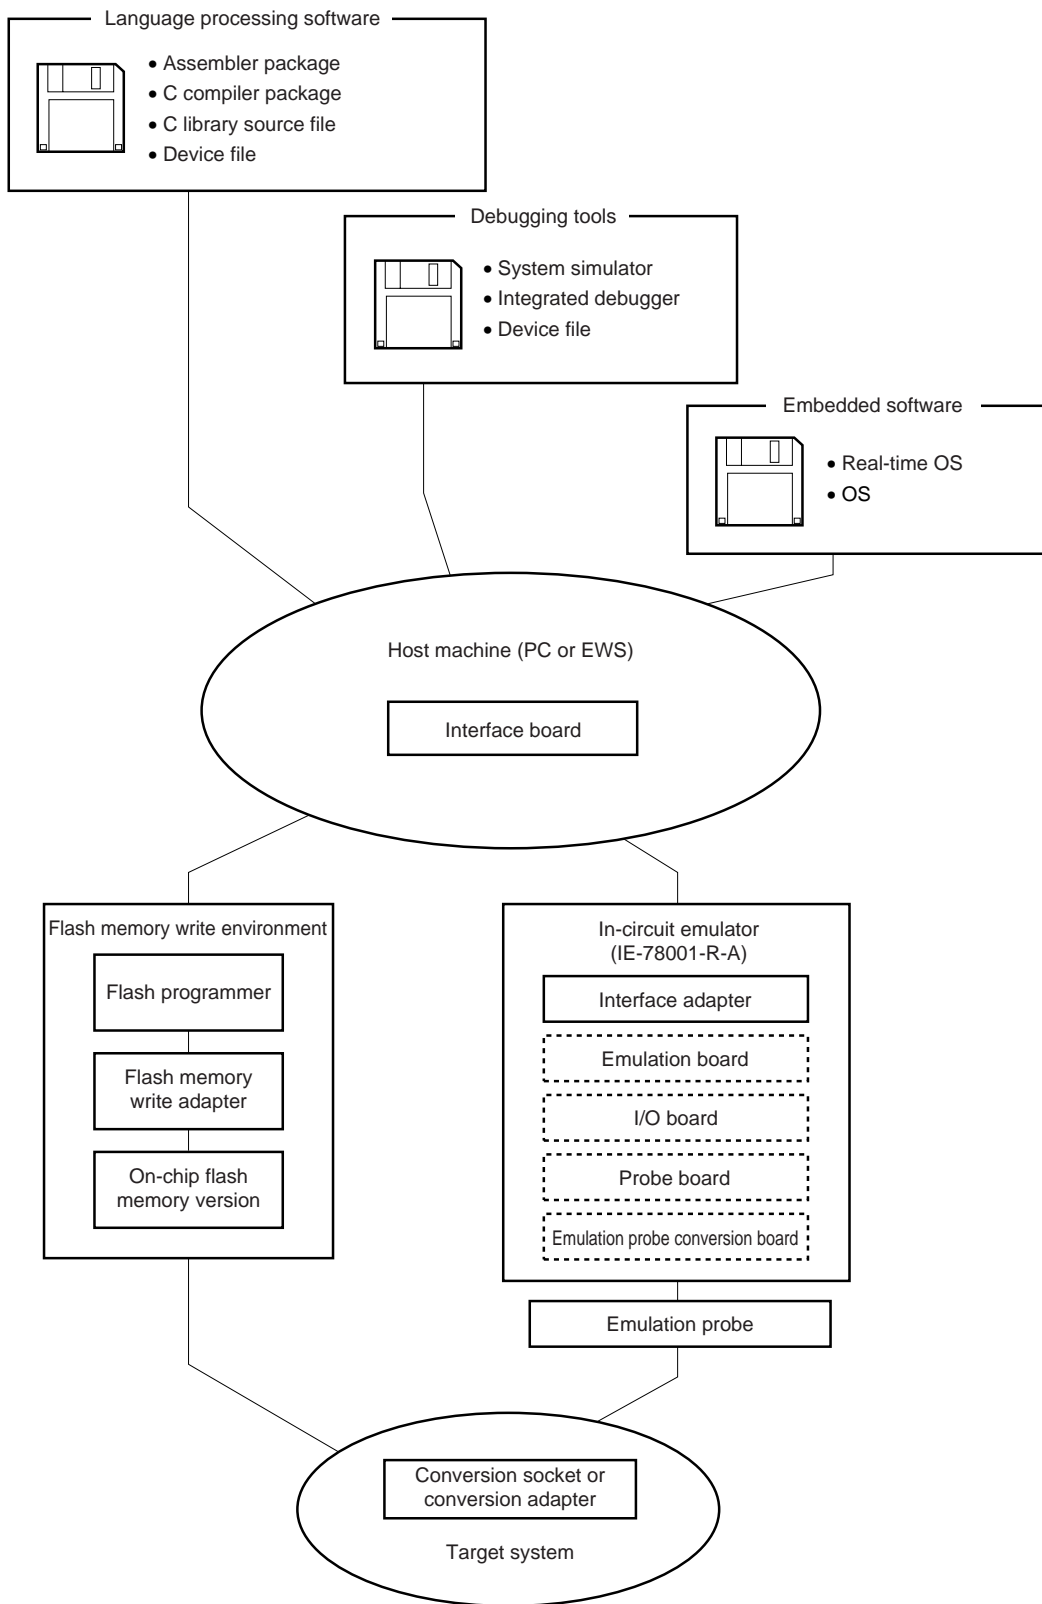 Language processing software
• Assembler package
• C compiler package
• C library source file
• Device file
Debugging tools
• System simulator
• Integrated debugger
• Device file
Embedded software
• Real-time OS
• OS
Host machine (PC or EWS)
Interface board
Flash memory write environment
Flash programmer
Flash memory
write adapter
On-chip flash
memory version
In-circuit emulator
(IE-78001-R-A)
Interface adapter
Emulation board
I/O board
Probe board
Emulation probe conversion board
Emulation probe
Conversion socket or
conversion adapter
Target system